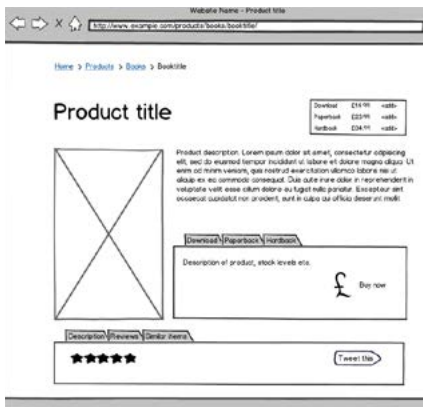 Website Name - Product title
http://www.example.com/products/books/booktitle/
Home > Products > Books > Booktitle
Product title
Download £16.99 <add>
Paperback £23.99 <add>
Hardback £34.99 <add>
Product description. Lorem ipsum dolor sit amet, consectetur adipisicing
elit, sed do eiusmod tempor incididunt ut labore et dolore magna aliqua. Ut
enim ad minim veniam, quis nostrud exercitation ullamco laboris nisi ut
aliquip ex ea commodo consequat. Duis aute irure dolor in reprehenderit in
voluptate velit esse cillum dolore eu fugiat nulla pariatur. Excepteur sint
occaecat cupidatat non proident, sunt in culpa qui officia deserunt mollit
Download Paperback Hardback
Description of product, stock levels etc.
£ Buy now
Description Reviews Similar items
Tweet this